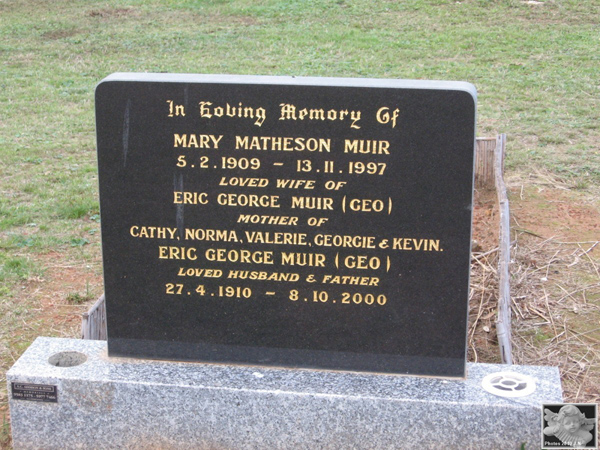 In Loving Memory Of
MARY MATHESON MUIR
5.2.1909 – 13.11.1997
LOVED WIFE OF
ERIC GEORGE MUIR (GEO)
MOTHER OF
CATHY, NORMA, VALERIE, GEORGIE & KEVIN.
ERIC GEORGE MUIR (GEO)
LOVED HUSBAND & FATHER
27.4.1910 – 8.10.2000